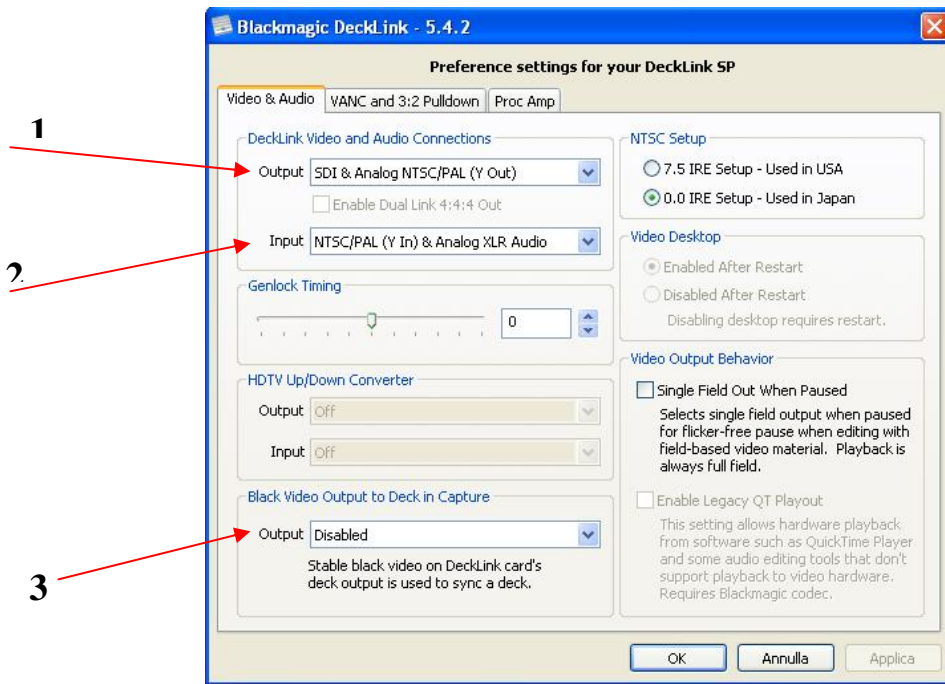 Blackmagic DeckLink - 5.4.2
Preference settings for your DeckLink SP
Video & Audio
VANC and 3:2 Pulldown
Proc Amp
1
DeckLink Video and Audio Connections
Output SDI & Analog NTSC/PAL (Y Out)
Enable Dual Link 4:4:4 Out
2
Input NTSC/PAL (Y In) & Analog XLR Audio
Genlock Timing
0
HDTV Up/Down Converter
Output Off
Input Off
Black Video Output to Deck in Capture
3
Output Disabled
Stable black video on DeckLink card's
deck output is used to sync a deck.
NTSC Setup
7.5 IRE Setup - Used in USA
0.0 IRE Setup - Used in Japan
Video Desktop
Enabled After Restart
Disabled After Restart
Disabling desktop requires restart.
Video Output Behavior
Single Field Out When Paused
Selects single field output when paused
for flicker-free pause when editing with
field-based video material. Playback is
always full field.
Enable Legacy QT Playout
This setting allows hardware playback
from software such as QuickTime Player
and some audio editing tools that don't
support playback to video hardware.
Requires Blackmagic codec.
OK
Annulla
Applica